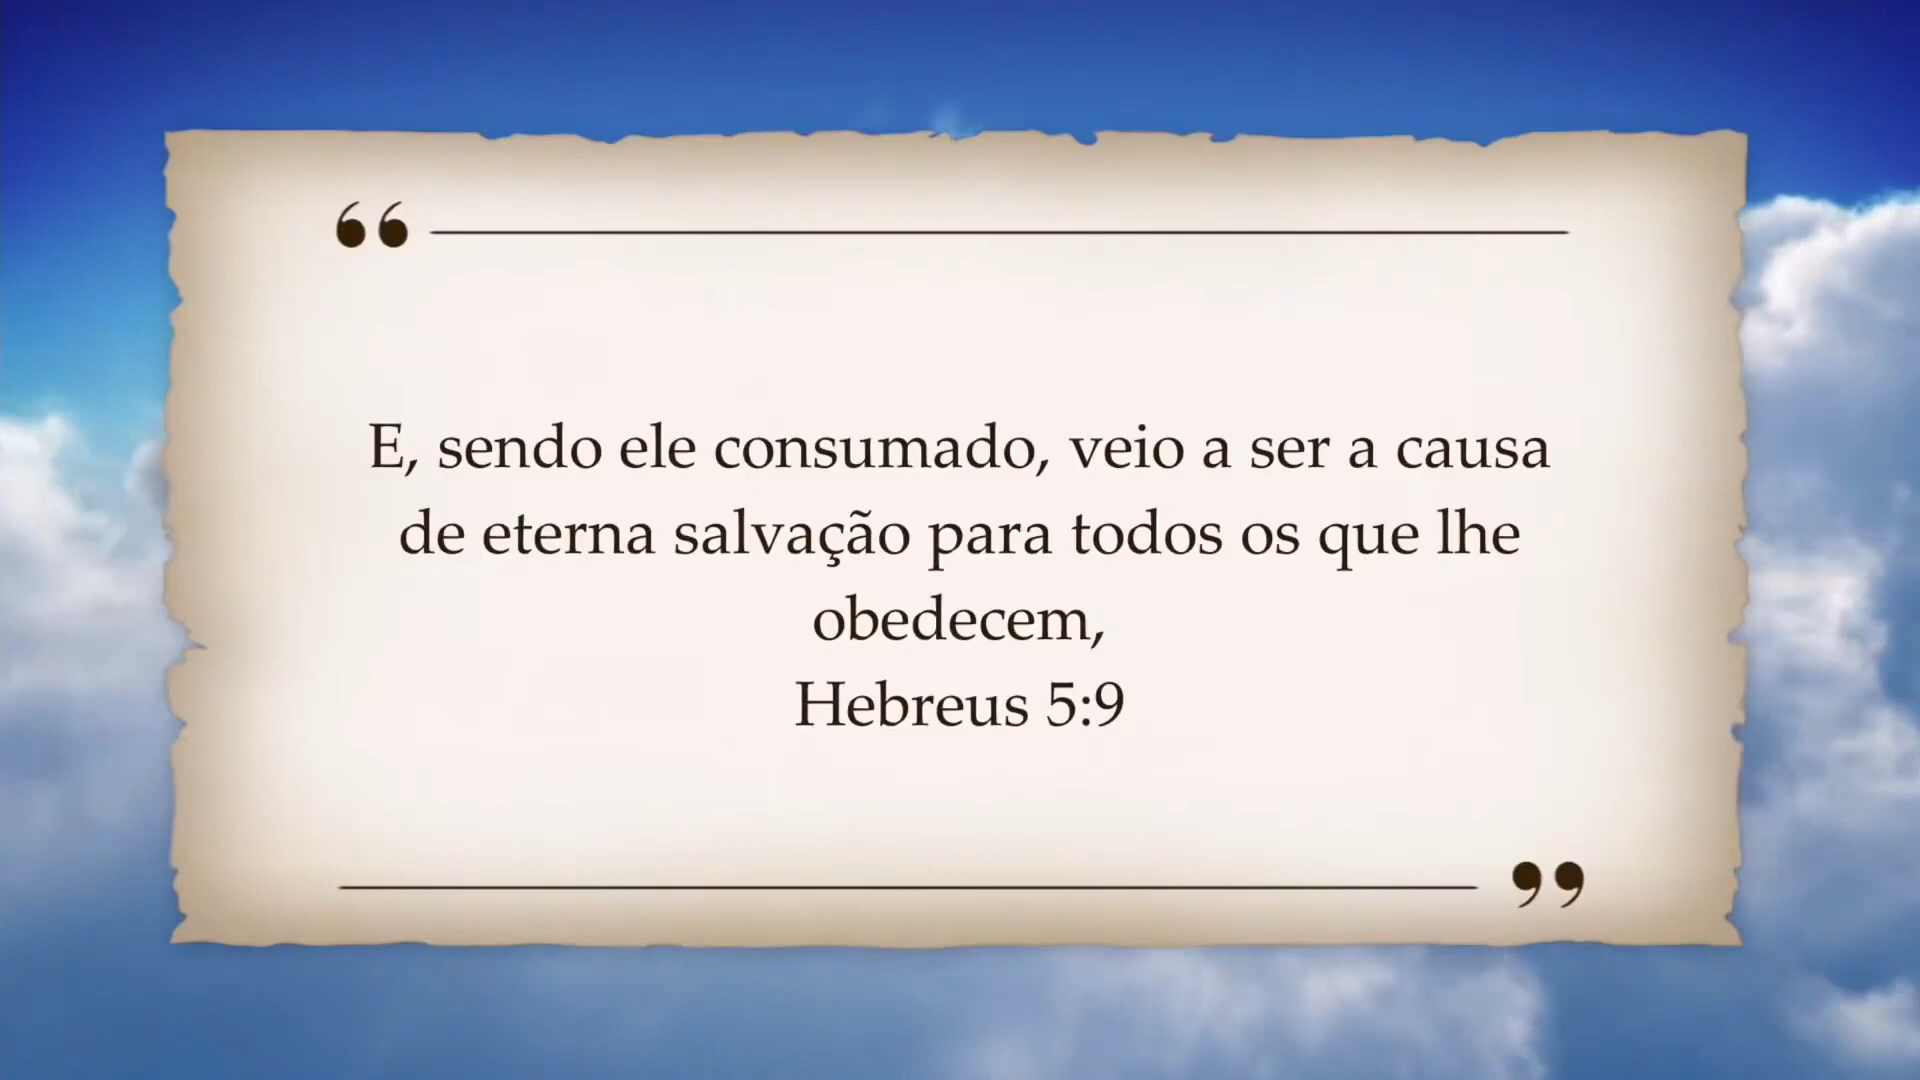 “
E, sendo ele consumado, veio a ser a causa
de eterna salvação para todos os que lhe
obedecem,
Hebreus 5:9
”